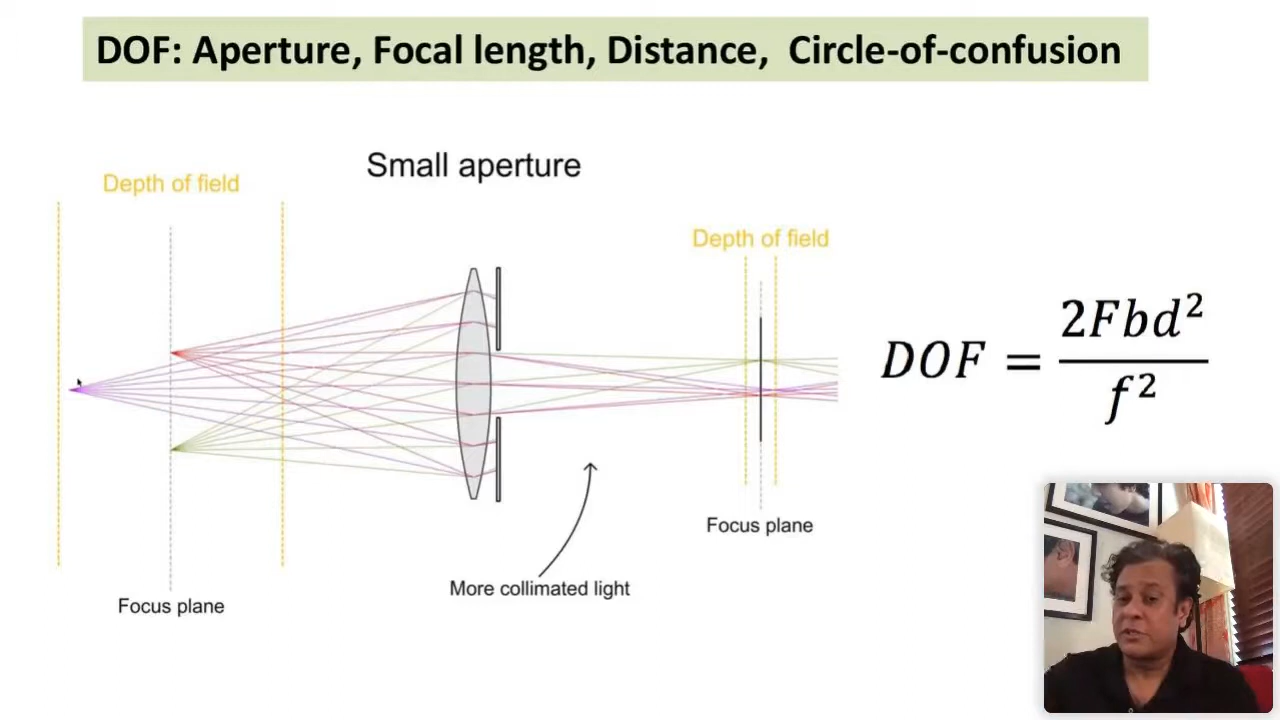 DOF: Aperture, Focal length, Distance, Circle-of-confusion
Small aperture
Depth of field
Depth of field
DOF = 2Fbd² / f²
Focus plane
More collimated light
Focus plane